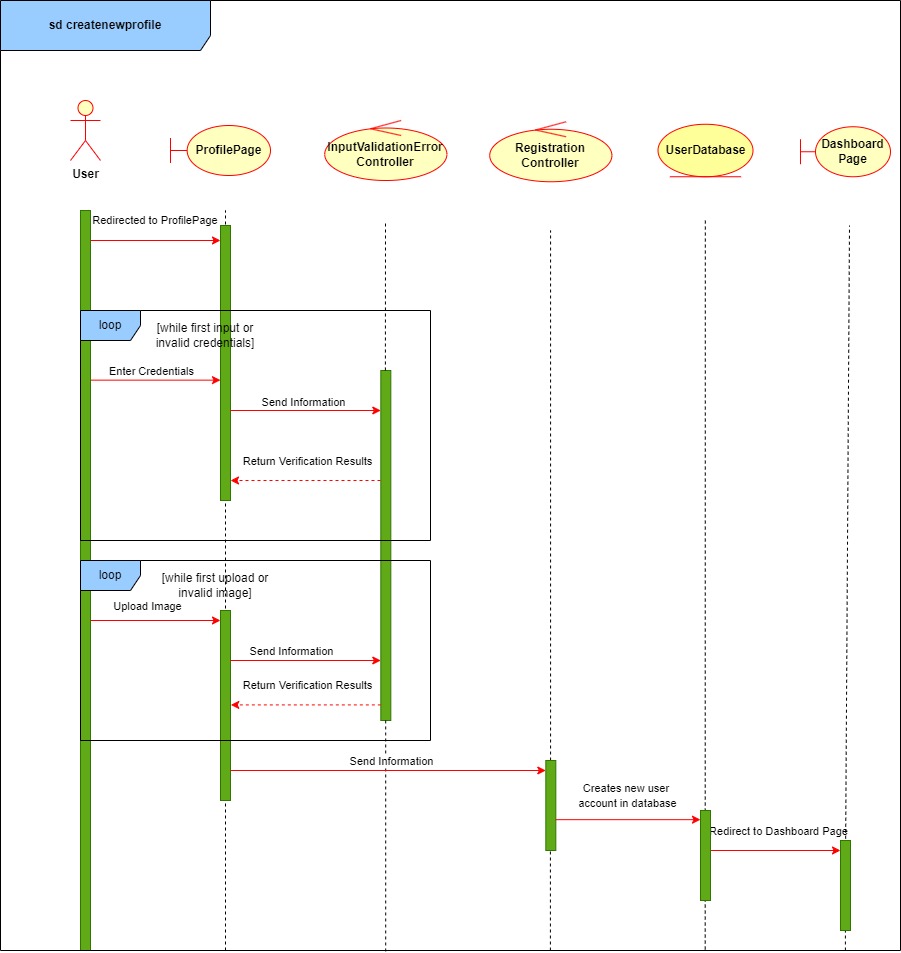 sd createnewprofile
User
ProfilePage
InputValidationError
Controller
Registration
Controller
UserDatabase
Dashboard
Page
Redirected to ProfilePage
loop
[while first input or
invalid credentials]
Enter Credentials
Send Information
Return Verification Results
loop
[while first upload or
invalid image]
Upload Image
Send Information
Return Verification Results
Send Information
Creates new user
account in database
Redirect to Dashboard Page